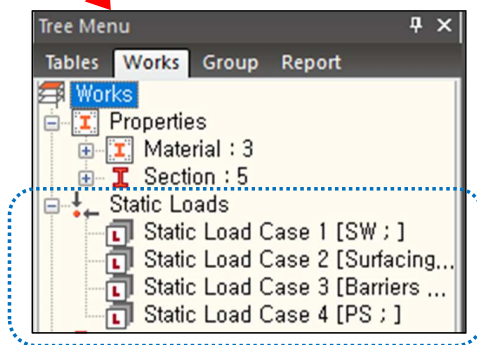 Tree Menu
Tables Works Group Report
Works
Properties
Material : 3
Section : 5
Static Loads
Static Load Case 1 [SW ; ]
Static Load Case 2 [Surfacing...
Static Load Case 3 [Barriers ...
Static Load Case 4 [PS ; ]